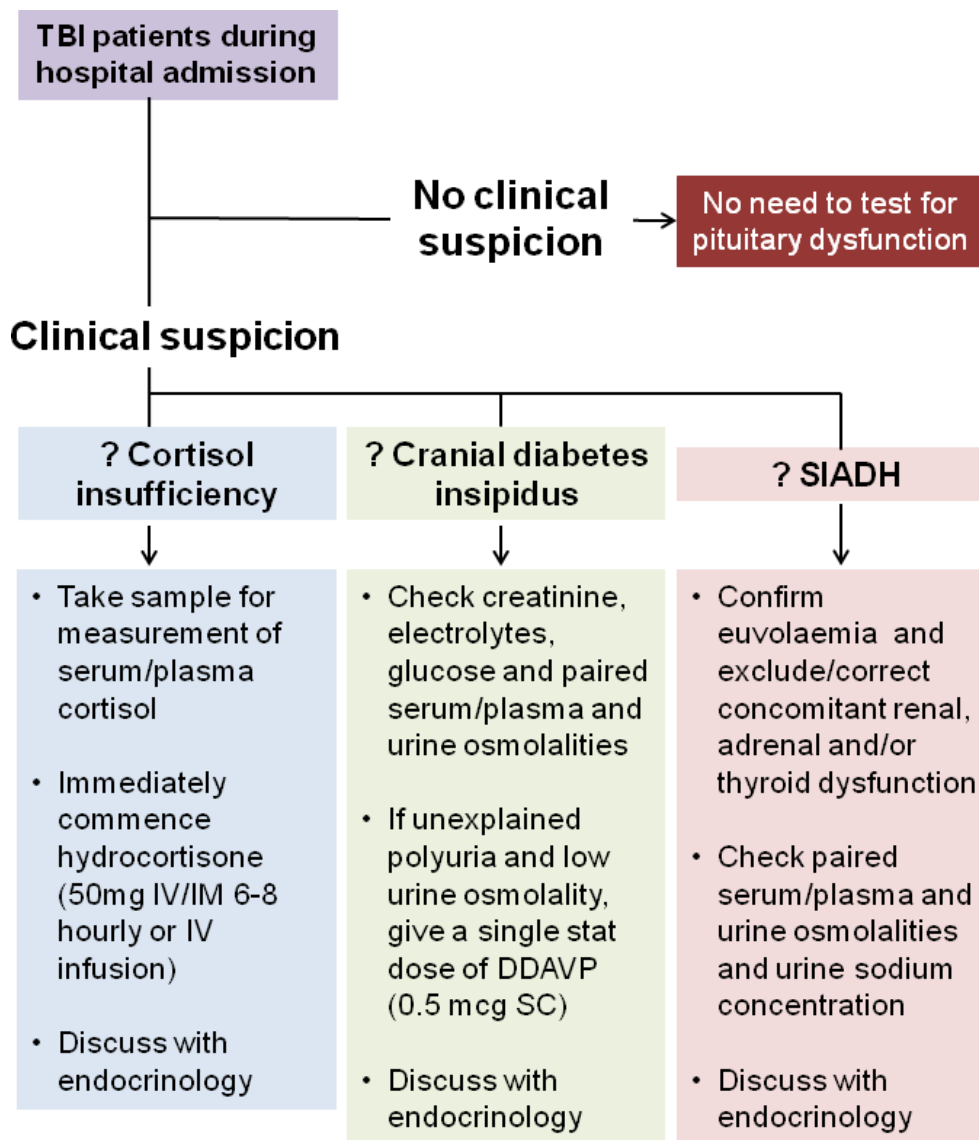 TBI patients during
hospital admission
No clinical
suspicion
No need to test for
pituitary dysfunction
Clinical suspicion
? Cortisol
insufficiency
? Cranial diabetes
insipidus
? SIADH
• Take sample for
measurement of
serum/plasma
cortisol
• Immediately
commence
hydrocortisone
(50mg IV/IM 6-8
hourly or IV
infusion)
• Discuss with
endocrinology
• Check creatinine,
electrolytes,
glucose and paired
serum/plasma and
urine osmolalities
• If unexplained
polyuria and low
urine osmolality,
give a single stat
dose of DDAVP
(0.5 mcg SC)
• Discuss with
endocrinology
• Confirm
euvolaemia and
exclude/correct
concomitant renal,
adrenal and/or
thyroid dysfunction
• Check paired
serum/plasma and
urine osmolalities
and urine sodium
concentration
• Discuss with
endocrinology